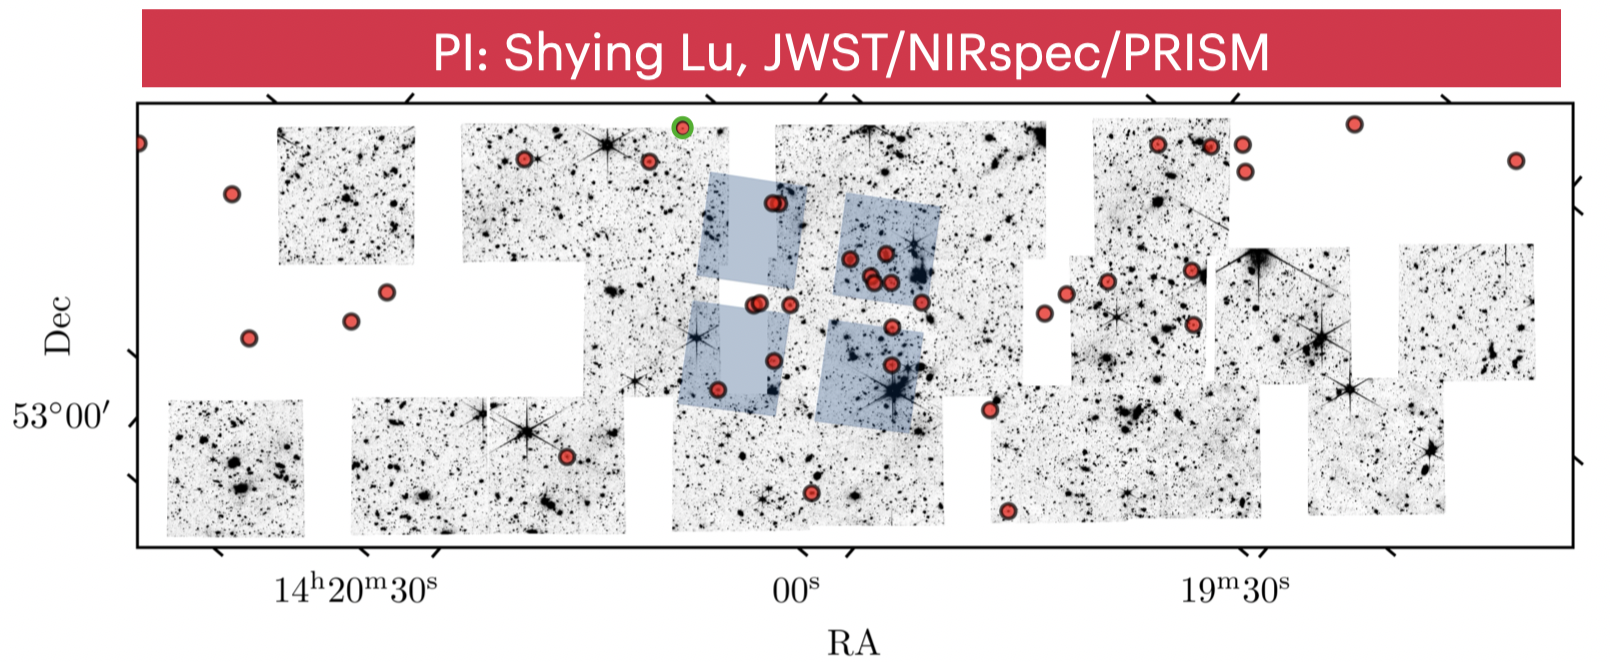 PI: Shying Lu, JWST/NIRspec/PRISM
Dec
53°00′
14ʰ20ᵐ30ˢ 00ˢ 19ᵐ30ˢ
RA